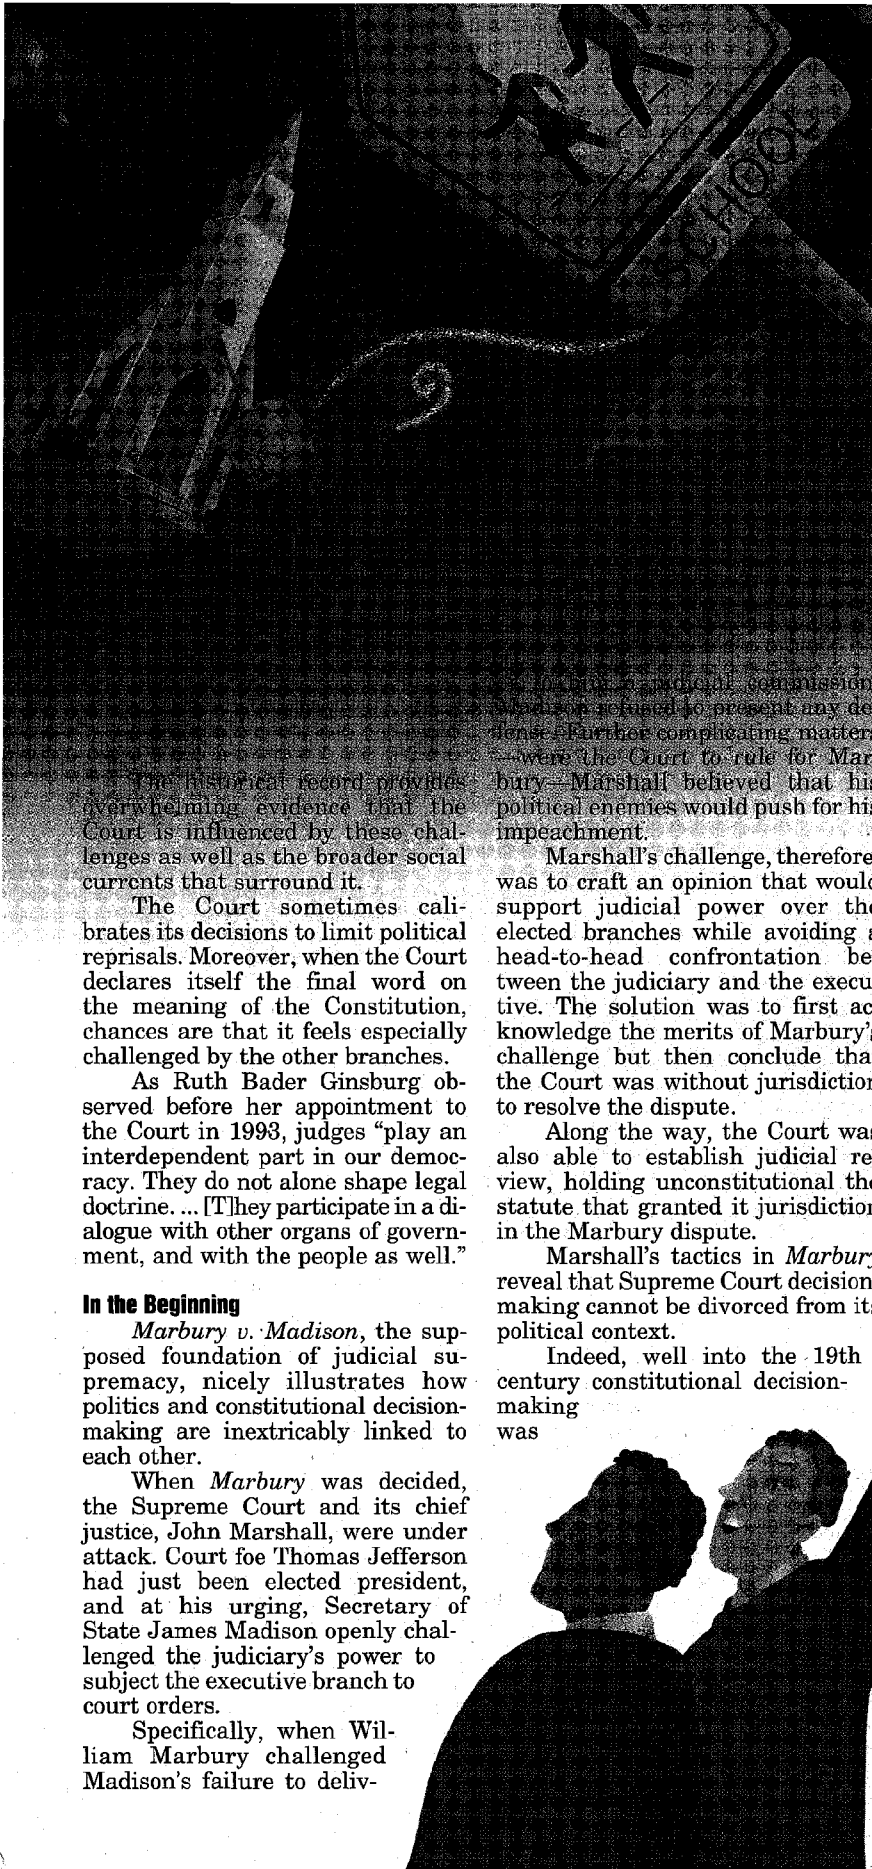 SCHOOL
The historical record provides
overwhelming evidence that the
Court is influenced by these chal-
lenges as well as the broader social
currents that surround it.
The Court sometimes cali-
brates its decisions to limit political
reprisals. Moreover, when the Court
declares itself the final word on
the meaning of the Constitution,
chances are that it feels especially
challenged by the other branches.
As Ruth Bader Ginsburg ob-
served before her appointment to
the Court in 1993, judges “play an
interdependent part in our democ-
racy. They do not alone shape legal
doctrine. ... [T]hey participate in a di-
alogue with other organs of govern-
ment, and with the people as well.”
In the Beginning
Marbury v. Madison, the sup-
posed foundation of judicial su-
premacy, nicely illustrates how
politics and constitutional decision-
making are inextricably linked to
each other.
When Marbury was decided,
the Supreme Court and its chief
justice, John Marshall, were under
attack. Court foe Thomas Jefferson
had just been elected president,
and at his urging, Secretary of
State James Madison openly chal-
lenged the judiciary's power to
subject the executive branch to
court orders.
Specifically, when Wil-
liam Marbury challenged
Madison's failure to deliv-
judicial commission
Madison refused to present any de
fense. Further complicating matters
—were the Court to rule for Mar
bury—Marshall believed that his
political enemies would push for his
impeachment.
Marshall's challenge, therefore
was to craft an opinion that would
support judicial power over the
elected branches while avoiding a
head-to-head confrontation be
tween the judiciary and the execu
tive. The solution was to first ac
knowledge the merits of Marbury's
challenge but then conclude that
the Court was without jurisdiction
to resolve the dispute.
Along the way, the Court was
also able to establish judicial re
view, holding unconstitutional the
statute that granted it jurisdiction
in the Marbury dispute.
Marshall's tactics in Marbury
reveal that Supreme Court decision
making cannot be divorced from its
political context.
Indeed, well into the 19th
century constitutional decision-
making
was